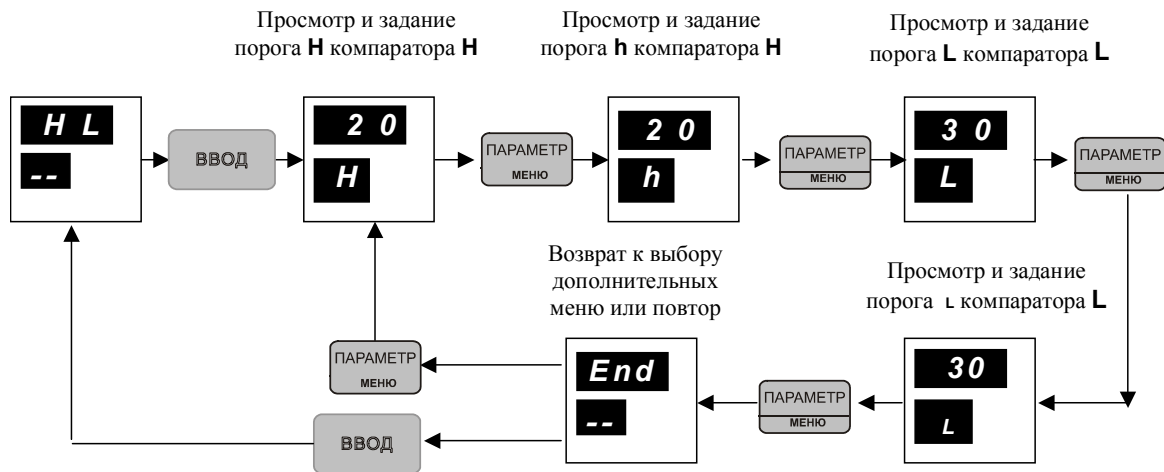 Просмотр и задание
порога H компаратора H
Просмотр и задание
порога h компаратора H
Просмотр и задание
порога L компаратора L
H L
--
ВВОД
2 0
H
ПАРАМЕТР
МЕНЮ
2 0
h
ПАРАМЕТР
МЕНЮ
3 0
L
ПАРАМЕТР
МЕНЮ
Возврат к выбору
дополнительных
меню или повтор
Просмотр и задание
порога ʟ компаратора L
ПАРАМЕТР
МЕНЮ
End
--
ПАРАМЕТР
МЕНЮ
30
ʟ
ВВОД